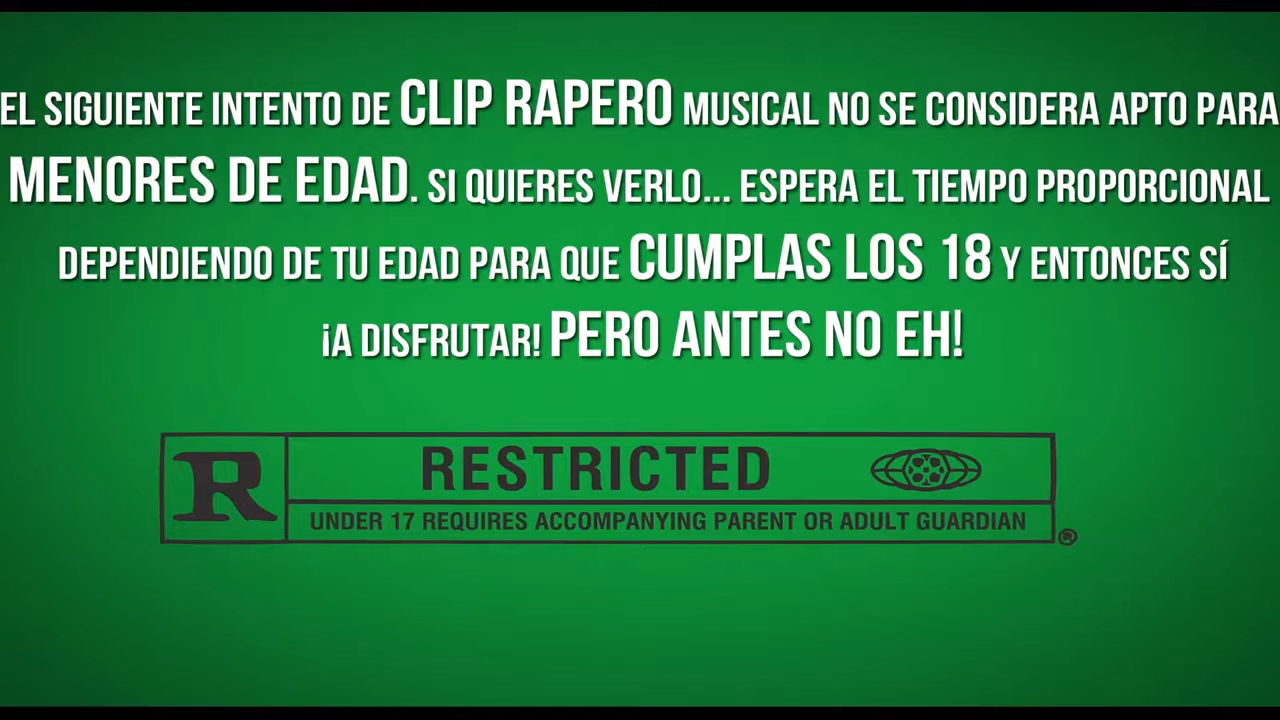 EL SIGUIENTE INTENTO DE CLIP RAPERO MUSICAL NO SE CONSIDERA APTO PARA
MENORES DE EDAD. SI QUIERES VERLO... ESPERA EL TIEMPO PROPORCIONAL
DEPENDIENDO DE TU EDAD PARA QUE CUMPLAS LOS 18 Y ENTONCES SÍ
¡A DISFRUTAR! PERO ANTES NO EH!
R
RESTRICTED
UNDER 17 REQUIRES ACCOMPANYING PARENT OR ADULT GUARDIAN
®